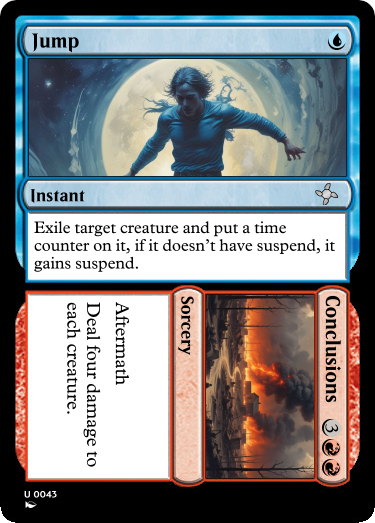 Jump
Instant
Exile target creature and put a time
counter on it, if it doesn't have suspend, it
gains suspend.
Conclusions 3
Sorcery
Aftermath
Deal four damage to
each creature.
U 0043